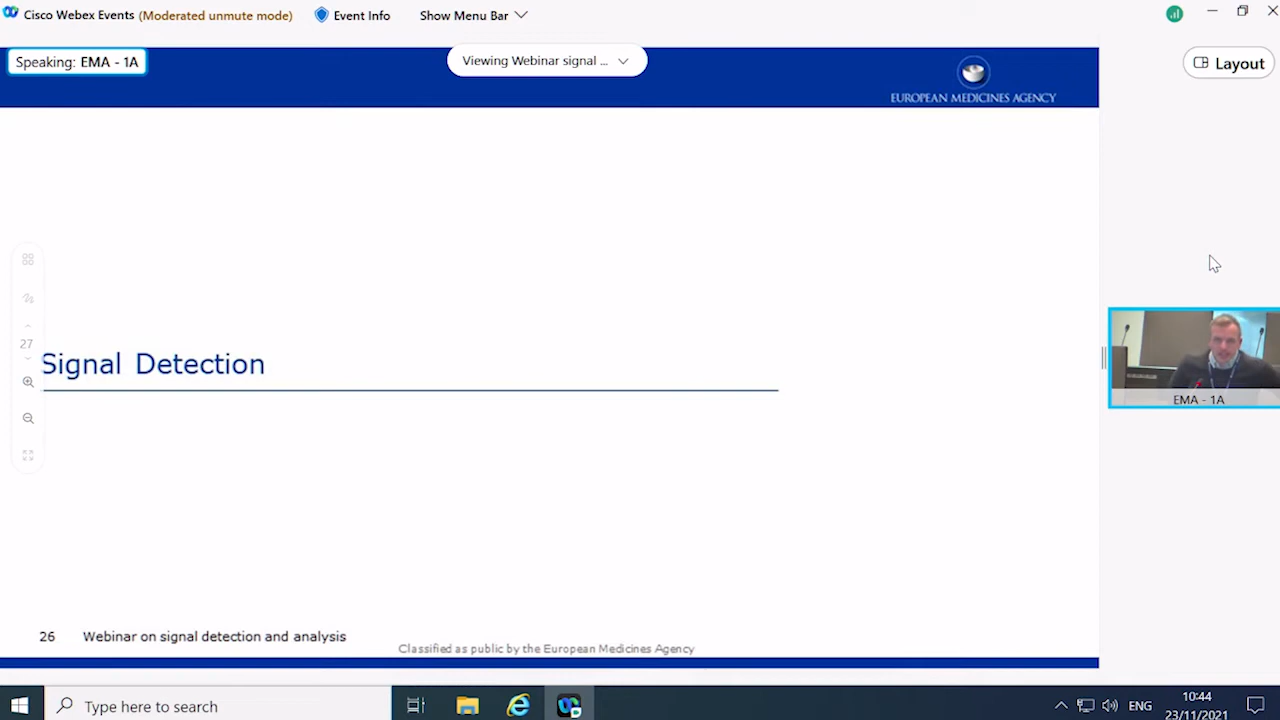 Cisco Webex Events (Moderated unmute mode) Event Info Show Menu Bar
Speaking: EMA - 1A
Viewing Webinar signal ...
EUROPEAN MEDICINES AGENCY
Layout
27
Signal Detection
EMA - 1A
26 Webinar on signal detection and analysis
Classified as public by the European Medicines Agency
Type here to search
ENG
10:44
23/11/2021